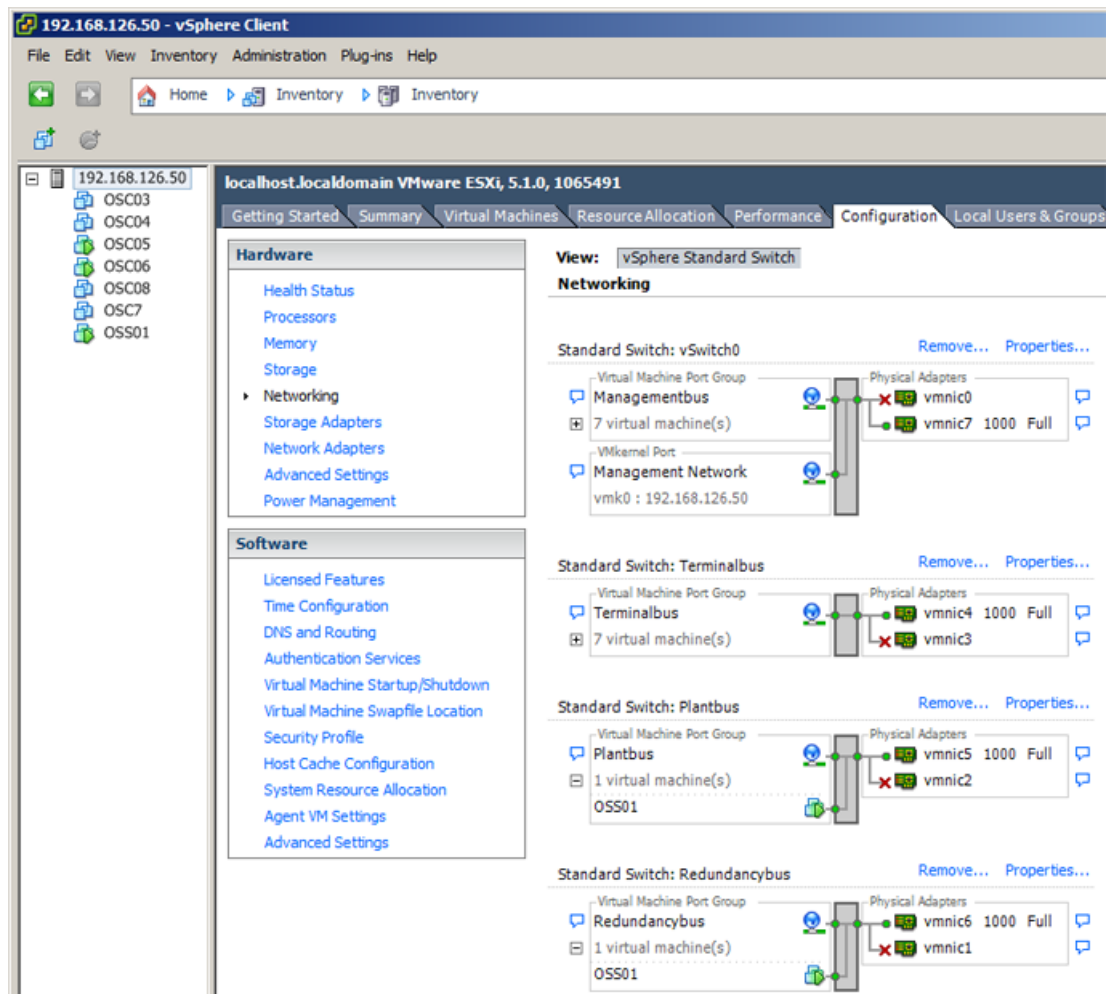 192.168.126.50 - vSphere Client
File Edit View Inventory Administration Plug-ins Help
Home Inventory Inventory
192.168.126.50
OSC03
OSC04
OSC05
OSC06
OSC08
OSC7
OSS01
localhost.localdomain VMware ESXi, 5.1.0, 1065491
Getting Started Summary Virtual Machines Resource Allocation Performance Configuration Local Users & Groups
Hardware
Health Status
Processors
Memory
Storage
Networking
Storage Adapters
Network Adapters
Advanced Settings
Power Management
Software
Licensed Features
Time Configuration
DNS and Routing
Authentication Services
Virtual Machine Startup/Shutdown
Virtual Machine Swapfile Location
Security Profile
Host Cache Configuration
System Resource Allocation
Agent VM Settings
Advanced Settings
View: vSphere Standard Switch
Networking
Standard Switch: vSwitch0 Remove... Properties...
Virtual Machine Port Group Physical Adapters
Managementbus vmnic0
7 virtual machine(s) vmnic7 1000 Full
VMkernel Port
Management Network
vmk0 : 192.168.126.50
Standard Switch: Terminalbus Remove... Properties...
Virtual Machine Port Group Physical Adapters
Terminalbus vmnic4 1000 Full
7 virtual machine(s) vmnic3
Standard Switch: Plantbus Remove... Properties...
Virtual Machine Port Group Physical Adapters
Plantbus vmnic5 1000 Full
1 virtual machine(s) vmnic2
OSS01
Standard Switch: Redundancybus Remove... Properties...
Virtual Machine Port Group Physical Adapters
Redundancybus vmnic6 1000 Full
1 virtual machine(s) vmnic1
OSS01